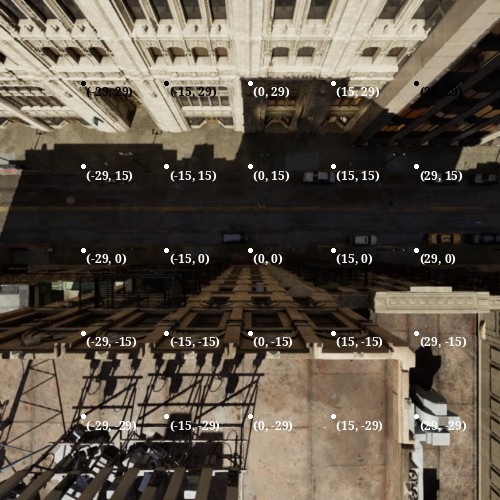 (-29, 29) (-15, 29) (0, 29) (15, 29) (29, 29)
(-29, 15) (-15, 15) (0, 15) (15, 15) (29, 15)
(-29, 0) (-15, 0) (0, 0) (15, 0) (29, 0)
(-29, -15) (-15, -15) (0, -15) (15, -15) (29, -15)
(-29, -29) (-15, -29) (0, -29) (15, -29) (29, -29)